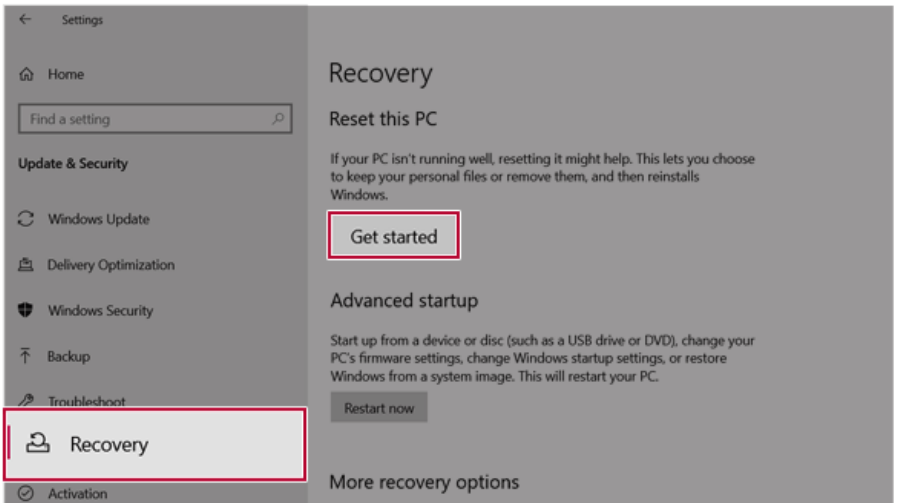 Settings
Home
Find a setting
Update & Security
Windows Update
Delivery Optimization
Windows Security
Backup
Troubleshoot
Recovery
Activation
Recovery
Reset this PC
If your PC isn't running well, resetting it might help. This lets you choose
to keep your personal files or remove them, and then reinstalls
Windows.
Get started
Advanced startup
Start up from a device or disc (such as a USB drive or DVD), change your
PC's firmware settings, change Windows startup settings, or restore
Windows from a system image. This will restart your PC.
Restart now
More recovery options